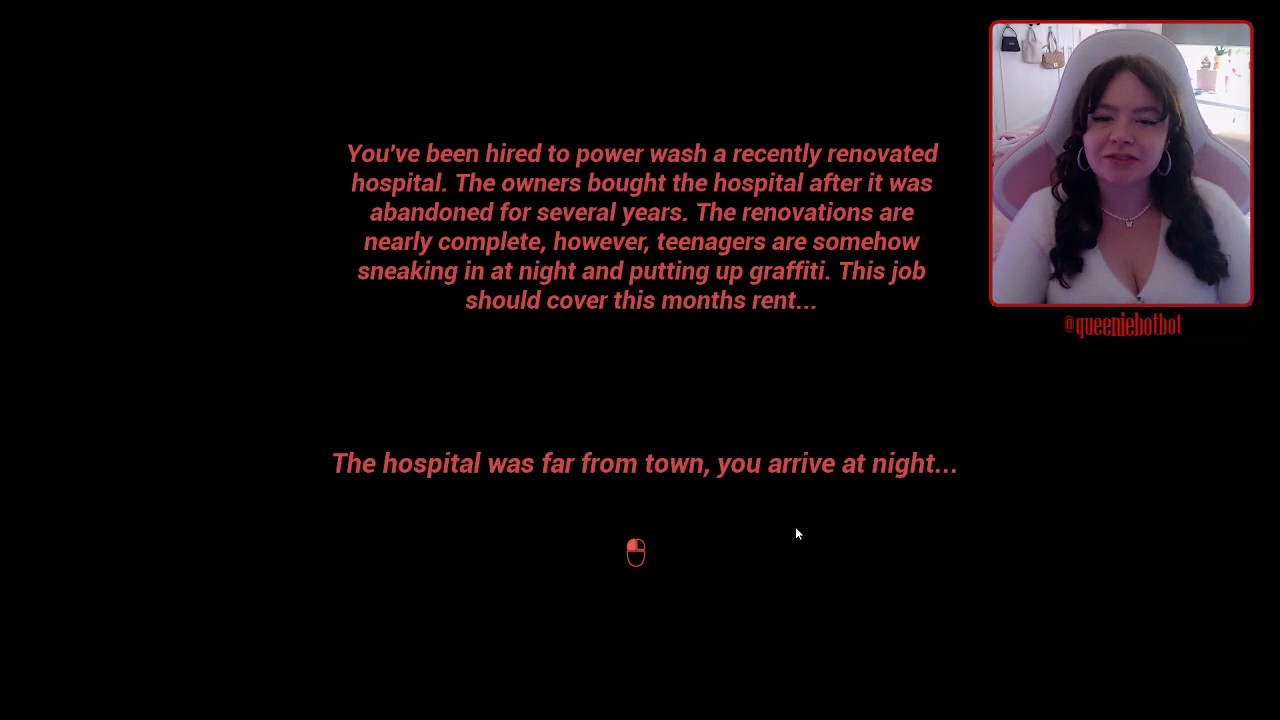 You've been hired to power wash a recently renovated
hospital. The owners bought the hospital after it was
abandoned for several years. The renovations are
nearly complete, however, teenagers are somehow
sneaking in at night and putting up graffiti. This job
should cover this months rent...
@queeniebotbot
The hospital was far from town, you arrive at night...